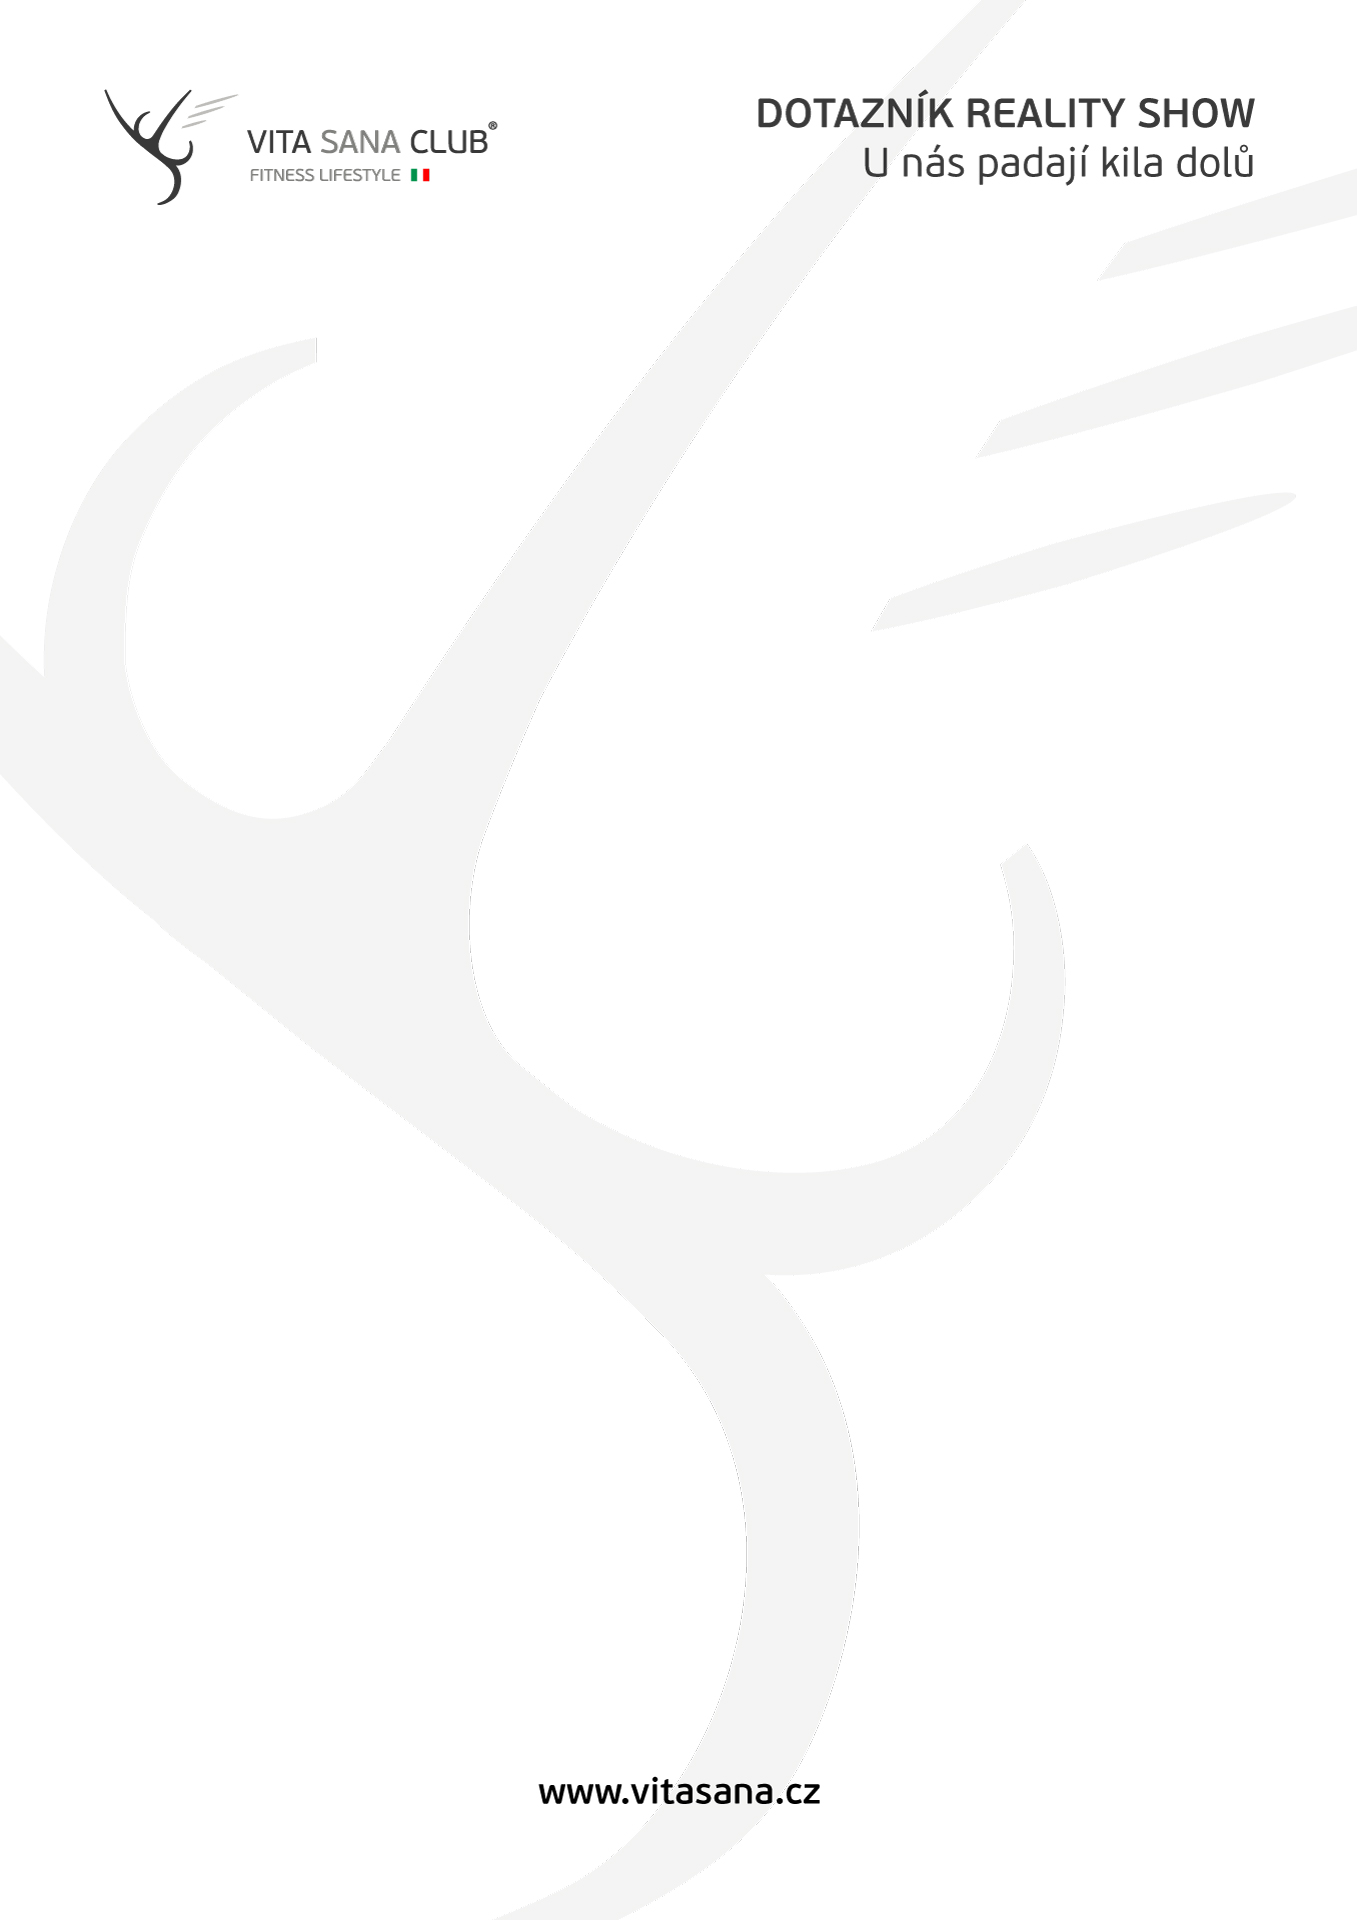 VITA SANA CLUB®
FITNESS LIFESTYLE
DOTAZNÍK REALITY SHOW
U nás padají kila dolů
www.vitasana.cz